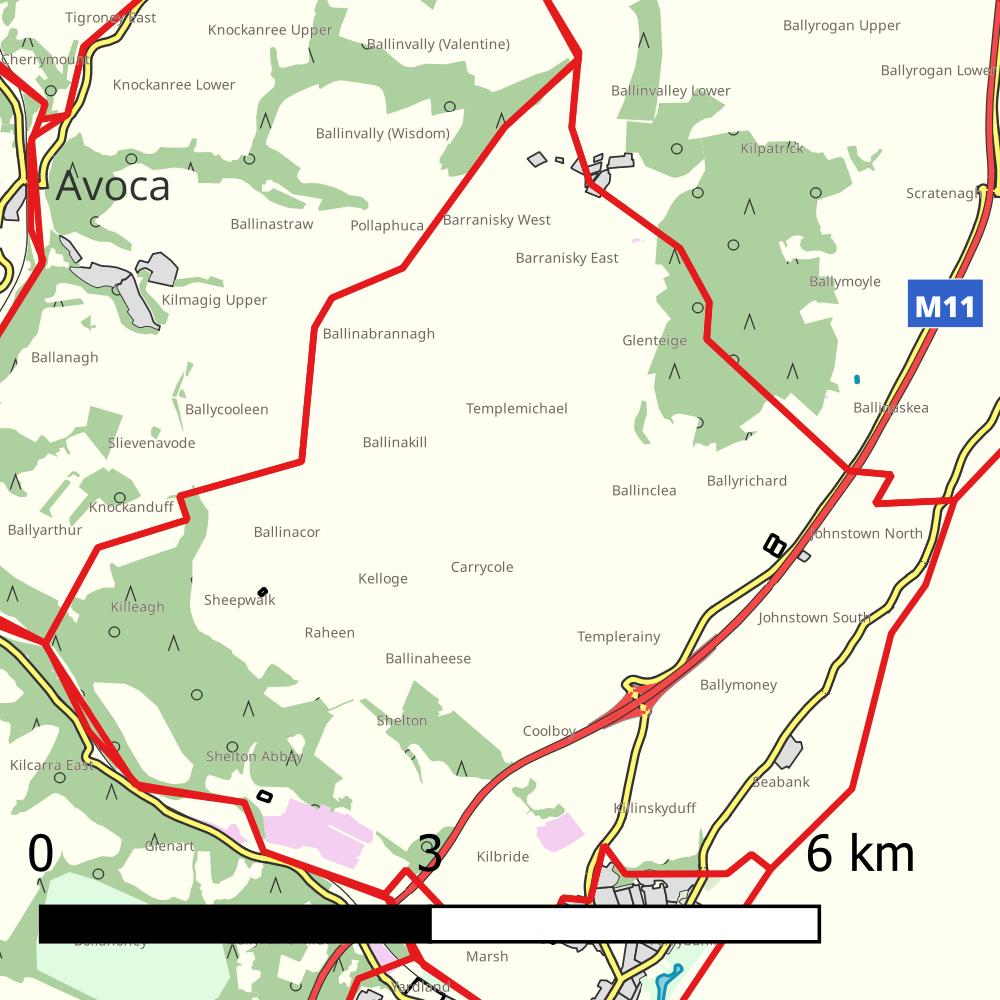 Tigroney East
Knockanree Upper
Ballyrogan Upper
Ballinvally (Valentine)
Cherrymount
Ballyrogan Lower
Knockanree Lower
Ballinvalley Lower
Ballinvally (Wisdom)
Kilpatrick
Avoca
Scratenagh
Ballinastraw
Pollaphuca
Barranisky West
Barranisky East
Ballymoyle
Kilmagig Upper
M11
Ballinabrannagh
Glenteige
Ballanagh
Ballycooleen
Templemichael
Ballinaskea
Slievenavode
Ballinakill
Ballyrichard
Ballinclea
Knockanduff
Ballyarthur
Ballinacor
Johnstown North
Carrycole
Kelloge
Sheepwalk
Killeagh
Johnstown South
Raheen
Templerainy
Ballinaheese
Ballymoney
Shelton
Coolboy
Shelton Abbey
Kilcarra East
Seabank
Killinskyduff
Glenart
Kilbride
0 3 6 km
Marsh
Yardland